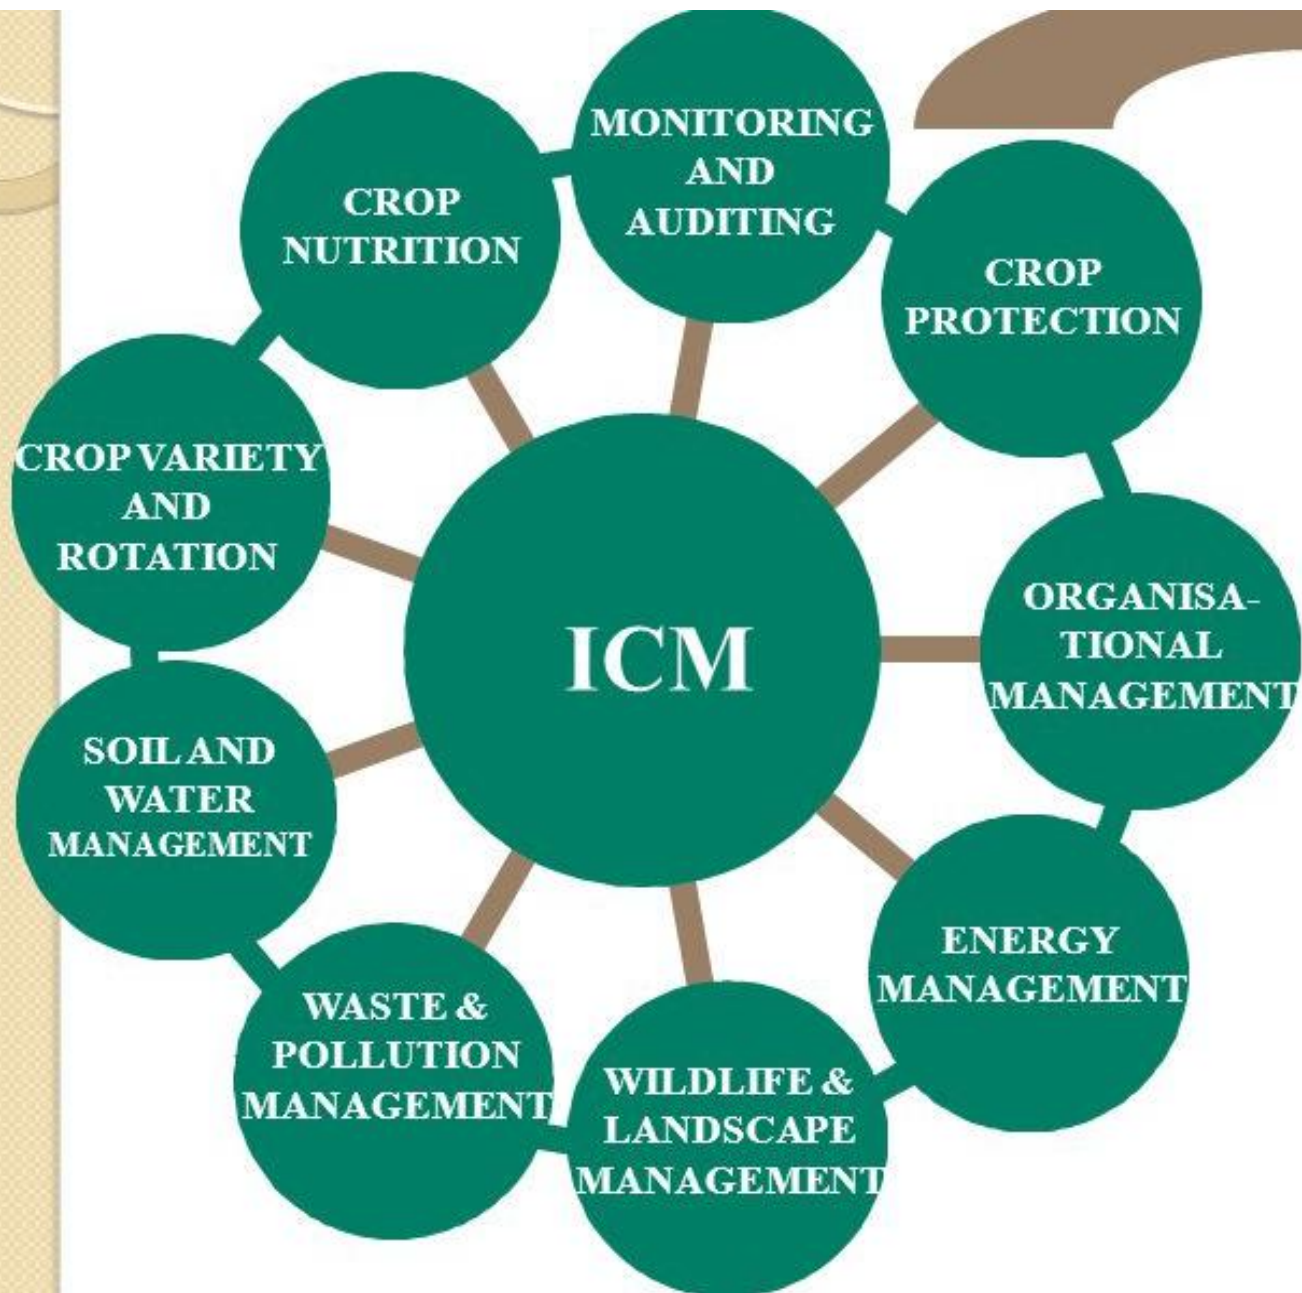 MONITORING
AND
AUDITING
CROP
PROTECTION
ORGANISA-
TIONAL
MANAGEMENT
ENERGY
MANAGEMENT
WILDLIFE &
LANDSCAPE
MANAGEMENT
WASTE &
POLLUTION
MANAGEMENT
SOIL AND
WATER
MANAGEMENT
CROP VARIETY
AND
ROTATION
CROP
NUTRITION
ICM